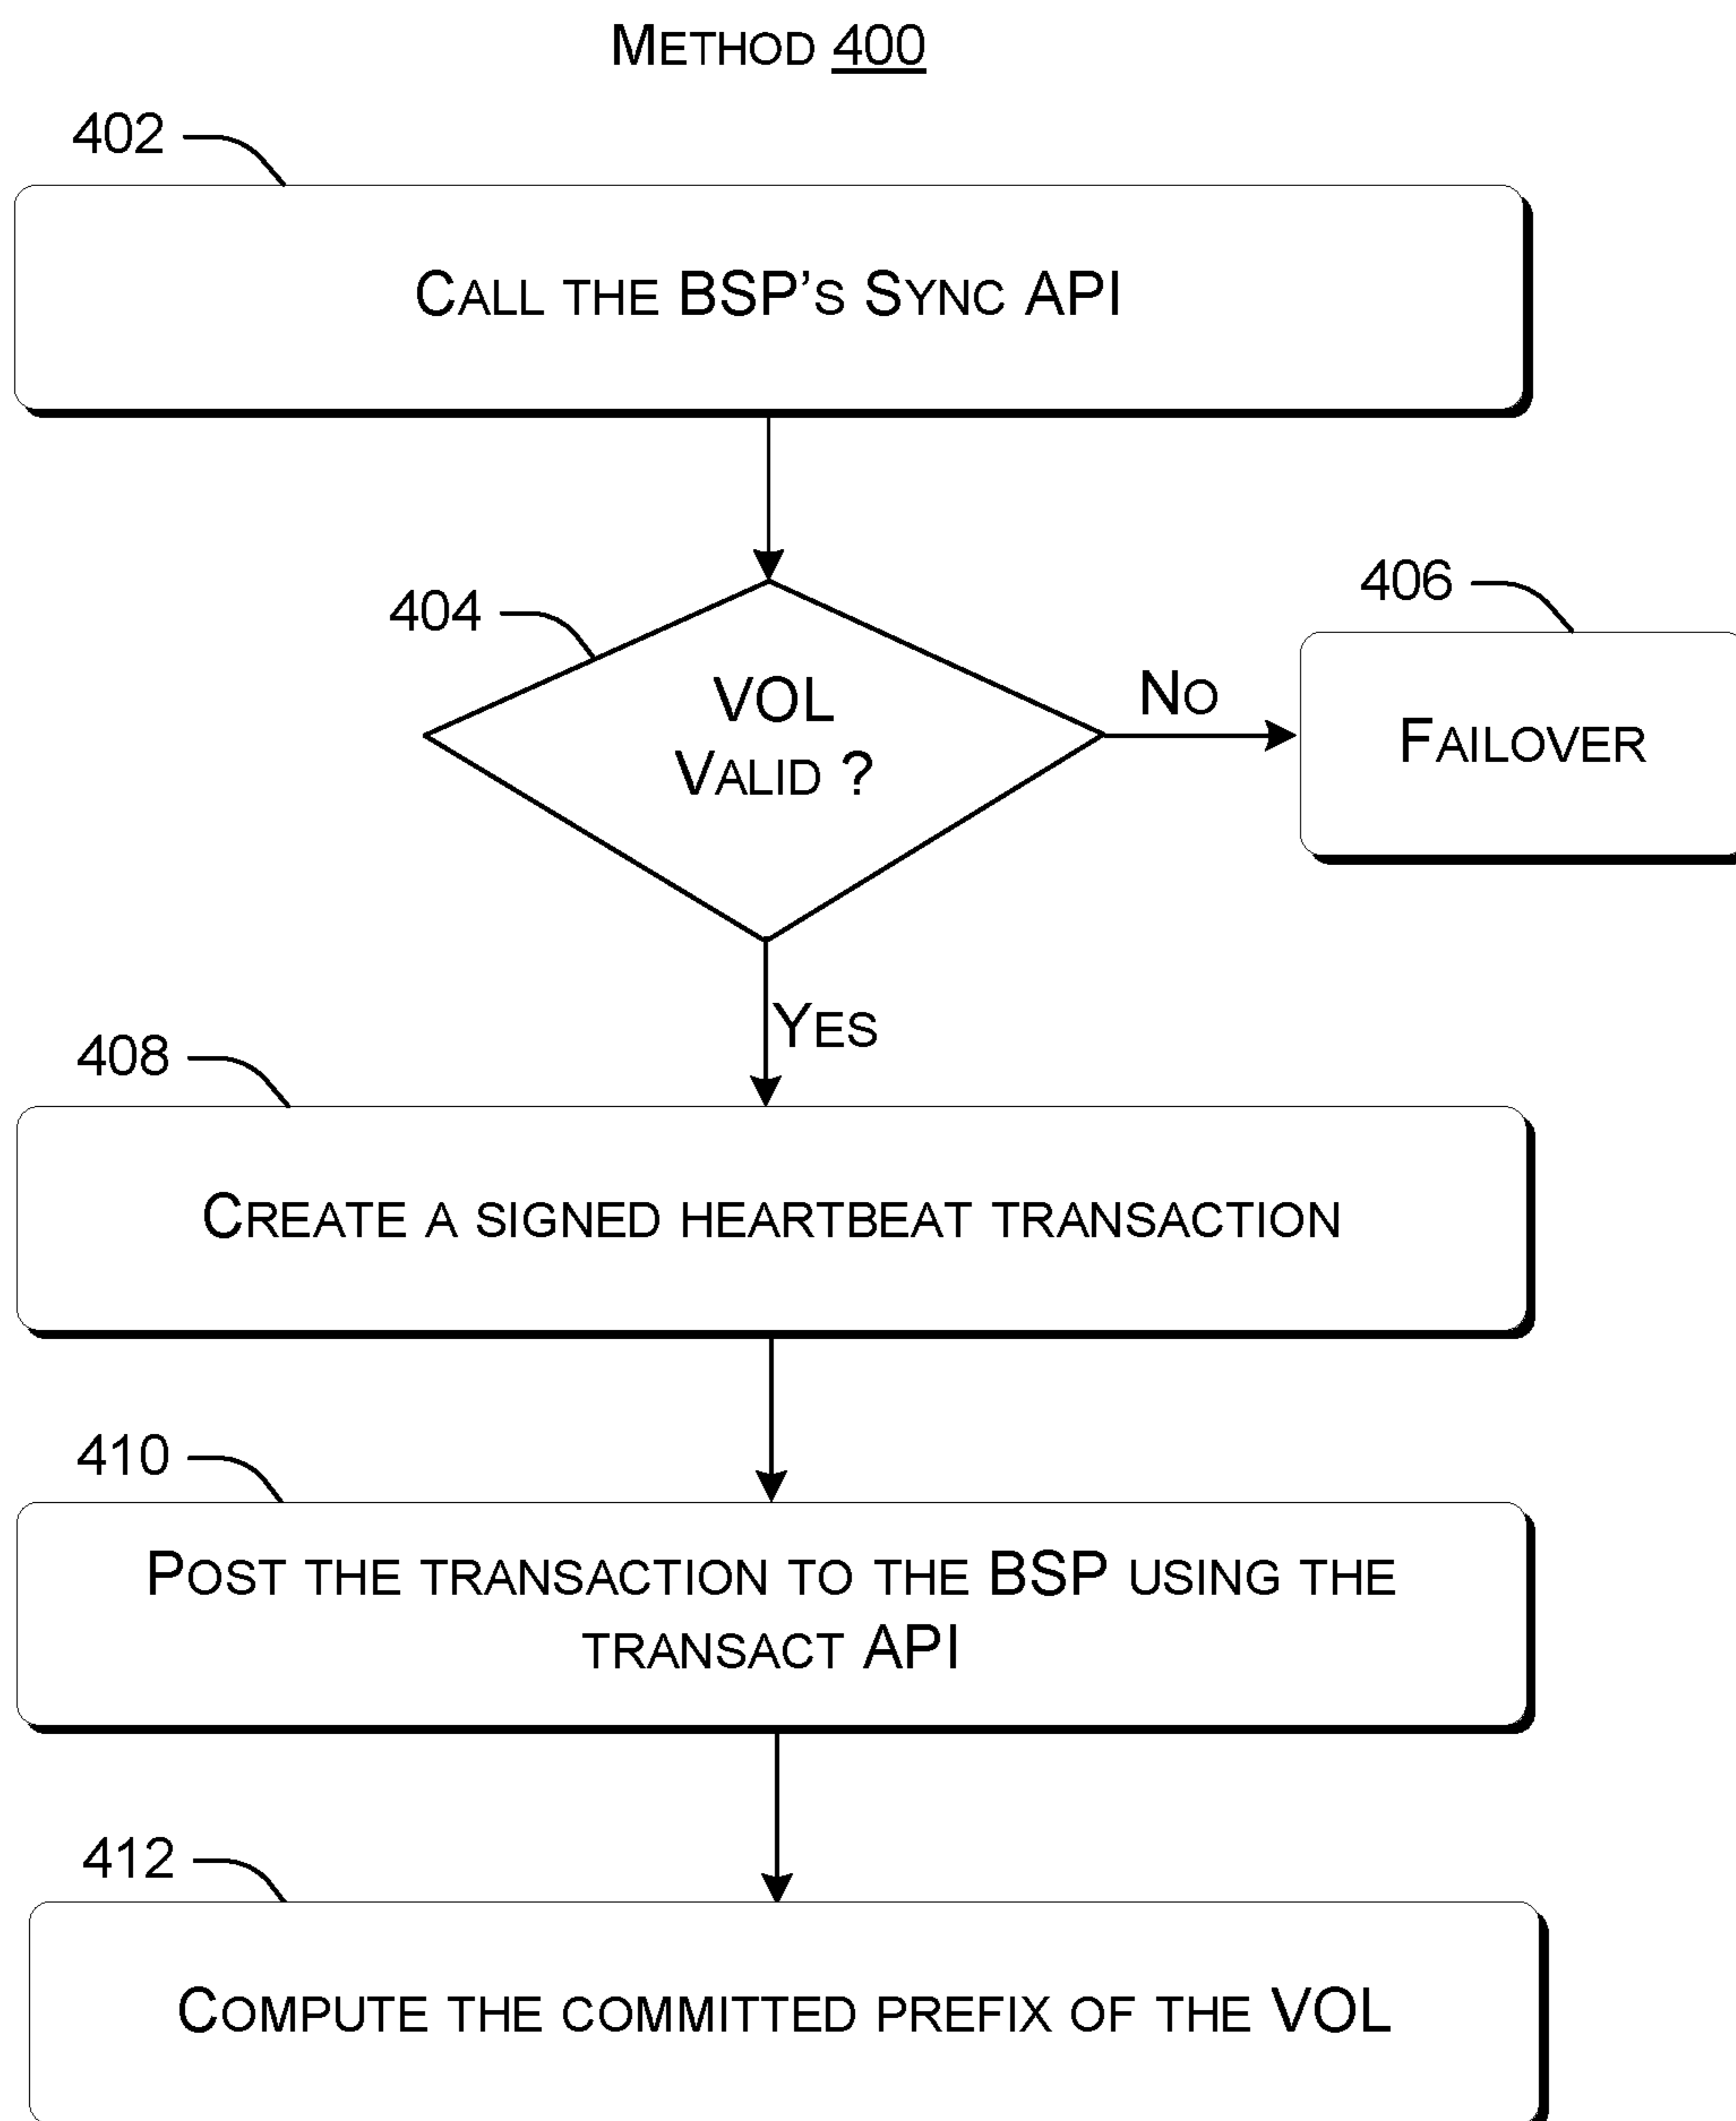 METHOD 400
402
CALL THE BSP'S SYNC API
404
VOL
VALID ?
NO
406
FAILOVER
YES
408
CREATE A SIGNED HEARTBEAT TRANSACTION
410
POST THE TRANSACTION TO THE BSP USING THE
TRANSACT API
412
COMPUTE THE COMMITTED PREFIX OF THE VOL